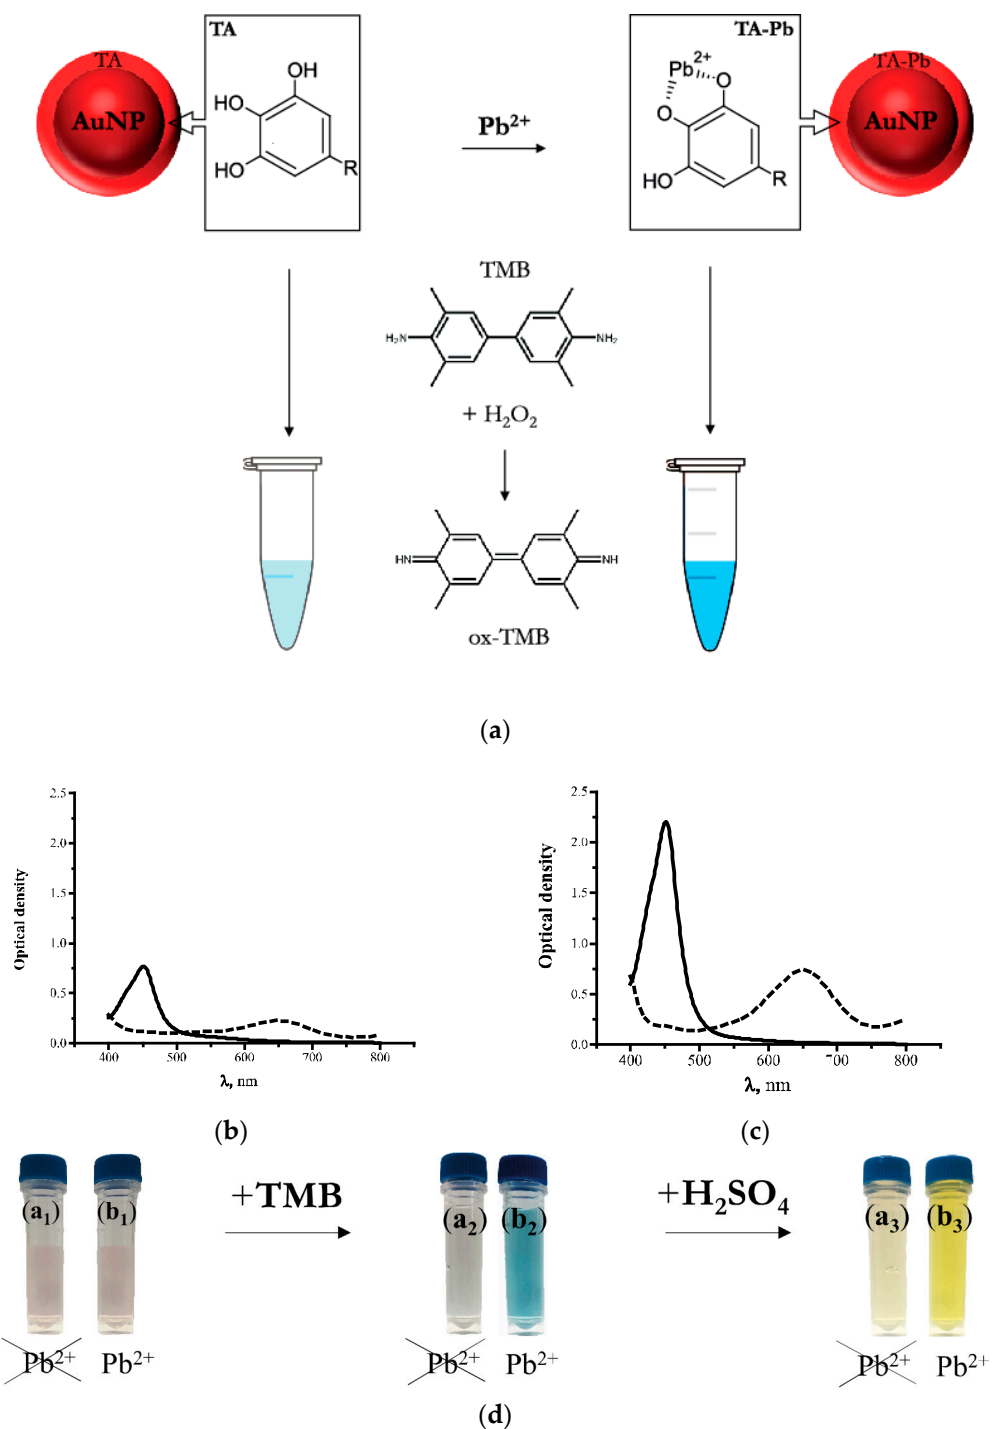 TA
TA-Pb
TA
AuNP
OH
HO
HO
R
Pb²⁺
Pb²⁺
O
O
HO
R
TA-Pb
AuNP
TMB
H₂N
NH₂
+ H₂O₂
HN
NH
ox-TMB
(a)
Optical density
2.5
2.0
1.5
1.0
0.5
0.0
400 500 600 700 800
λ, nm
(b)
Optical density
2.5
2.0
1.5
1.0
0.5
0.0
400 500 600 700 800
λ, nm
(c)
(a₁) (b₁)
+TMB
(a₂) (b₂)
+H₂SO₄
(a₃) (b₃)
Pb²⁺ Pb²⁺
Pb²⁺ Pb²⁺
Pb²⁺ Pb²⁺
(d)